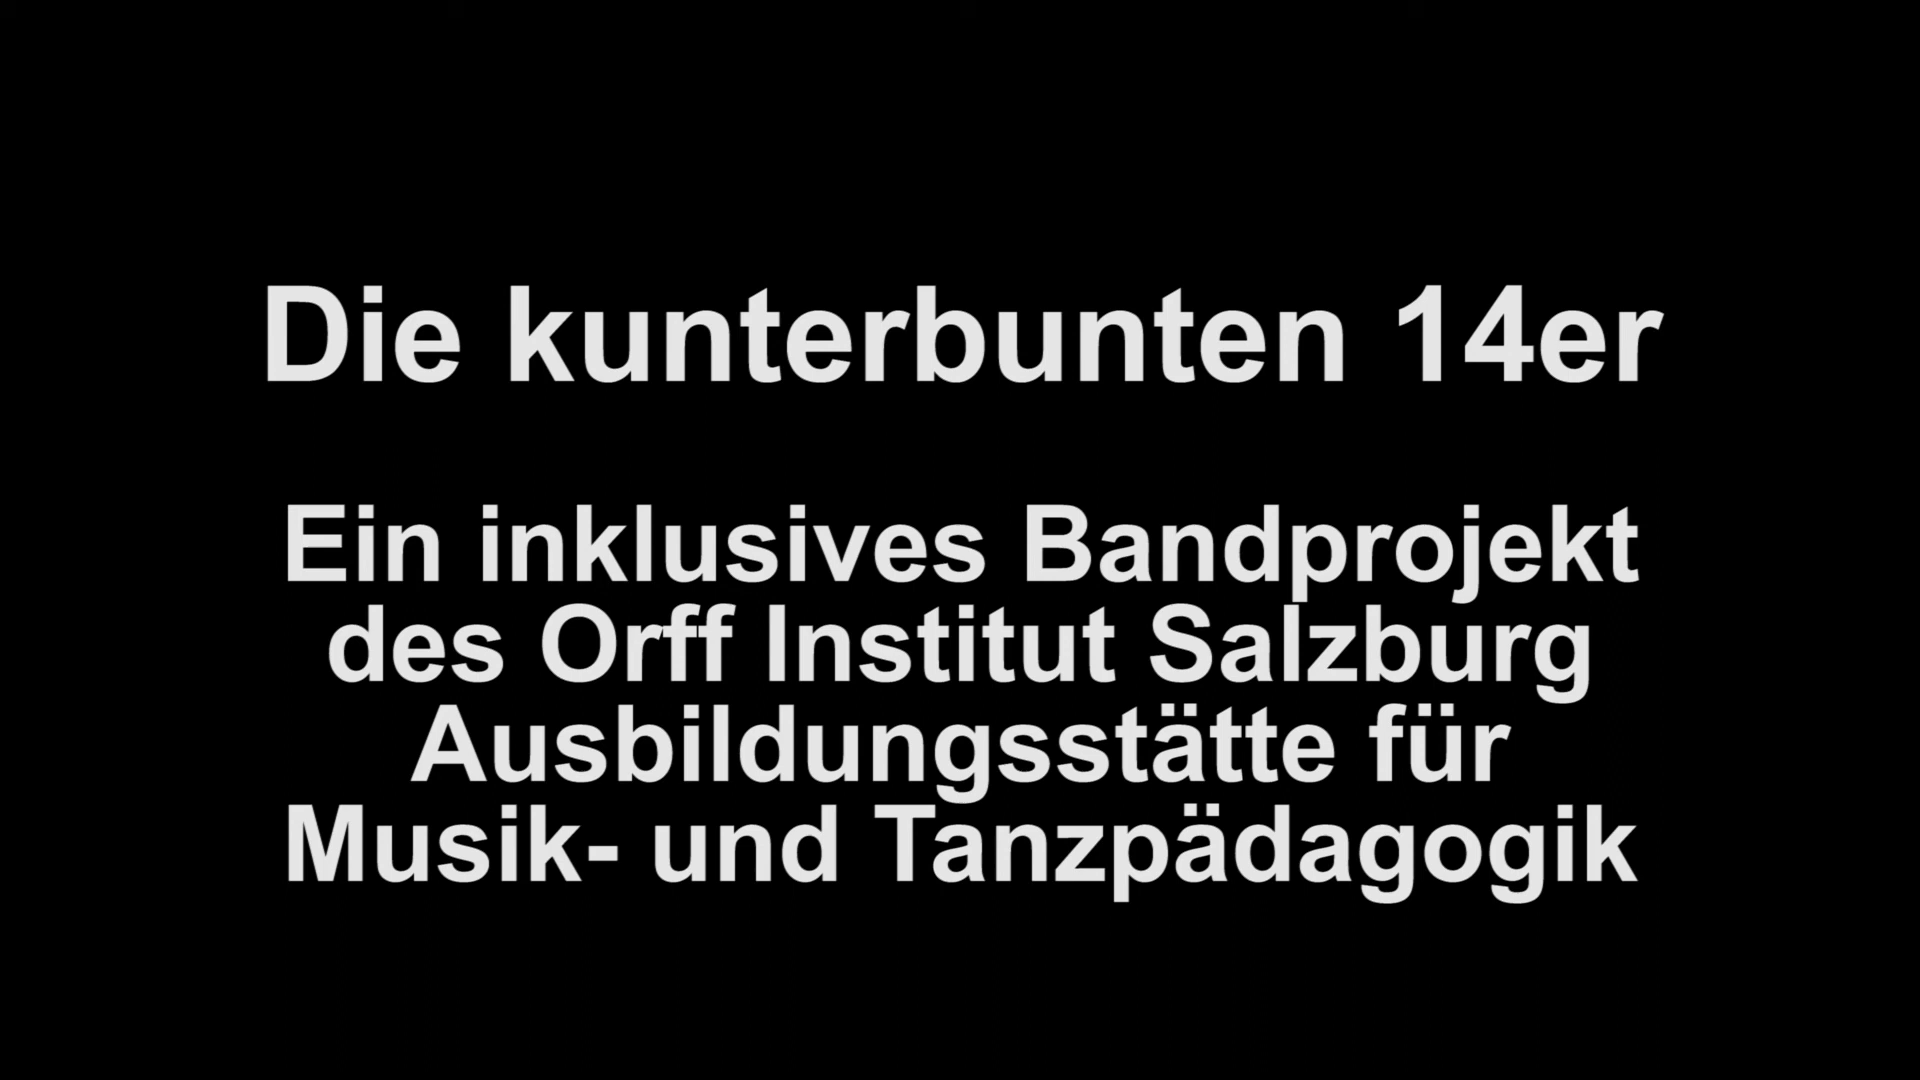 Die kunterbunten 14er
Ein inklusives Bandprojekt
des Orff Institut Salzburg
Ausbildungsstätte für
Musik- und Tanzpädagogik